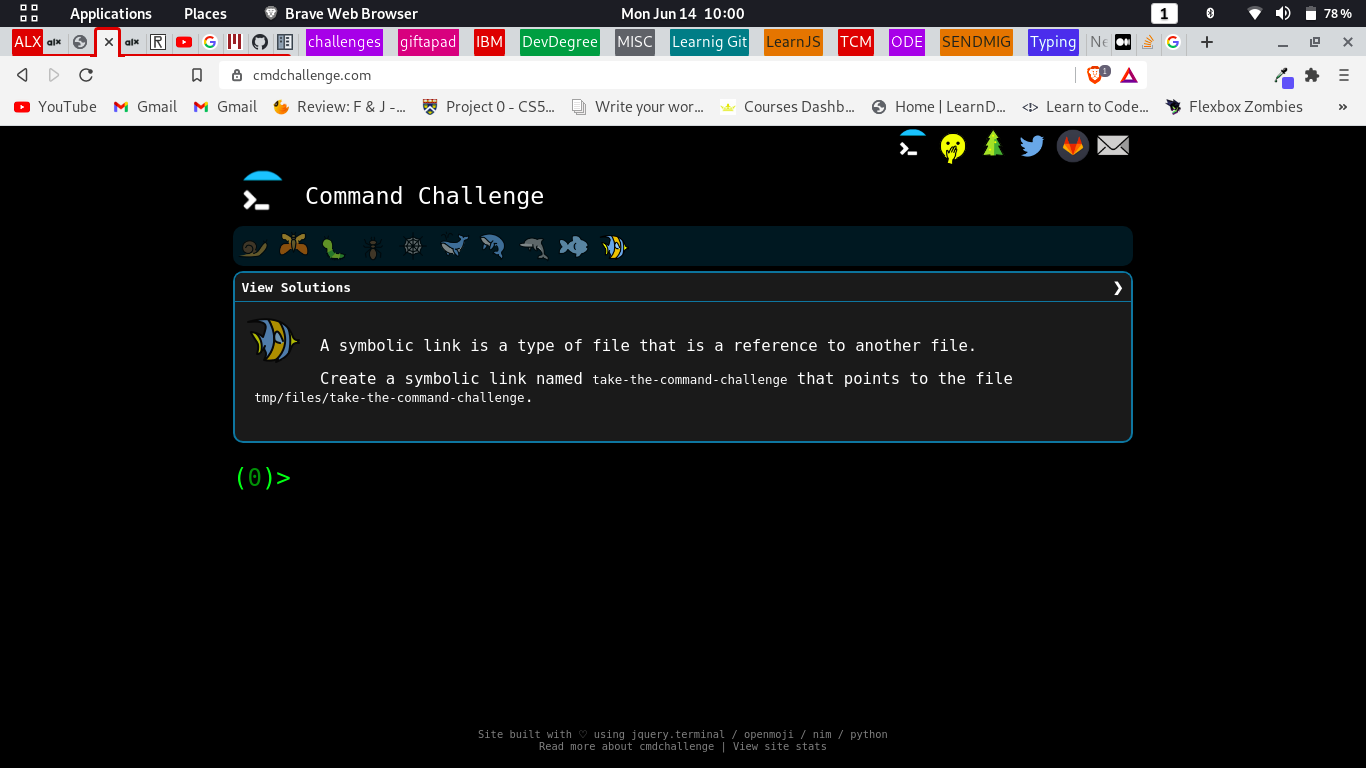 Applications Places Brave Web Browser Mon Jun 14 10:00 1 78 %
ALX alx alx R challenges giftapad IBM DevDegree MISC Learnig Git LearnJS TCM ODE SENDMIG Typing Ne
cmdchallenge.com 1
YouTube Gmail Gmail Review: F & J -... Project 0 - CS5... Write your wor... Courses Dashb... Home | LearnD... Learn to Code... Flexbox Zombies »
Command Challenge
View Solutions ❯
A symbolic link is a type of file that is a reference to another file.
Create a symbolic link named take-the-command-challenge that points to the file
tmp/files/take-the-command-challenge.
(0)>
Site built with ♡ using jquery.terminal / openmoji / nim / python
Read more about cmdchallenge | View site stats